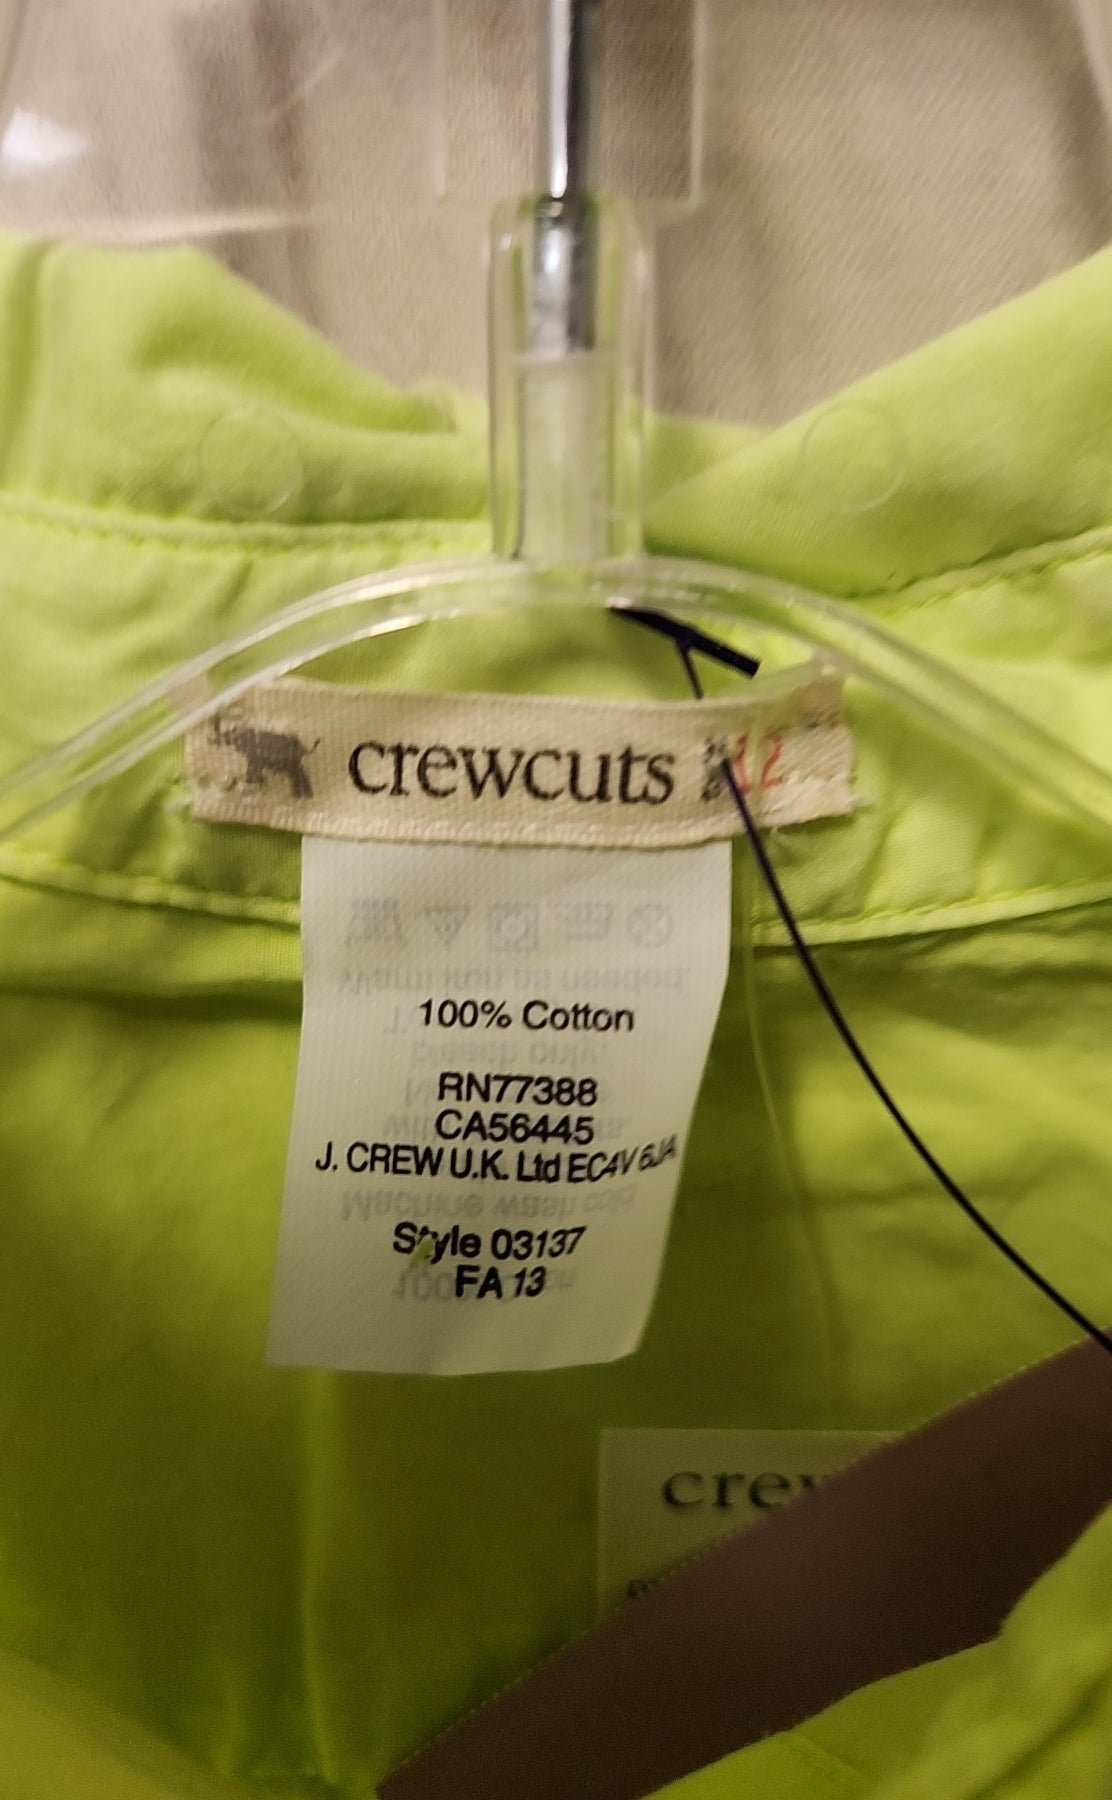 crewcuts 12
100% Cotton
RN77388
CA56445
J. CREW U.K. Ltd EC4V 6JA
Style 03137
FA 13
crew